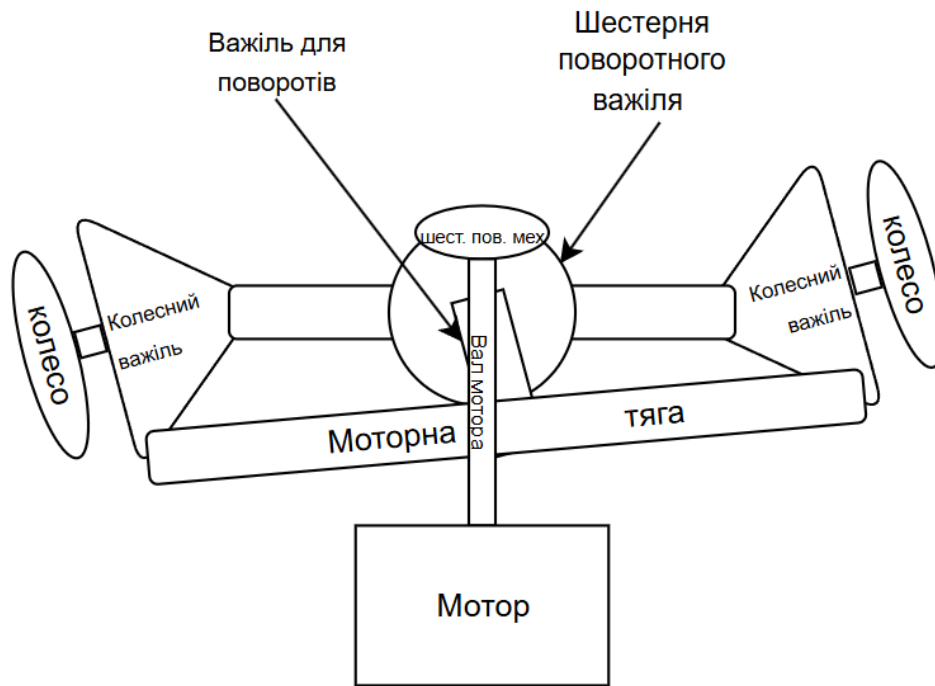 Важіль для
поворотів
Шестерня
поворотного
важіля
шест. пов. мех
колесо
Колесний
важіль
Вал мотора
Колесний
важіль
колесо
Моторна тяга
Мотор